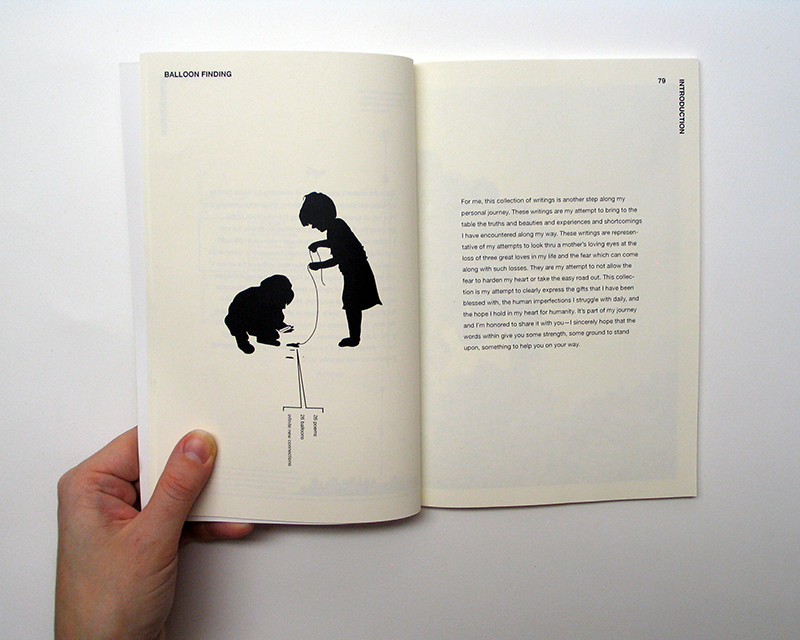 BALLOON FINDING
26 poems
26 balloons
infinite new connections
79
INTRODUCTION
For me, this collection of writings is another step along my
personal journey. These writings are my attempt to bring to the
table the truths and beauties and experiences and shortcomings
I have encountered along my way. These writings are represen-
tative of my attempts to look thru a mother's loving eyes at the
loss of three great loves in my life and the fear which can come
along with such losses. They are my attempt to not allow the
fear to harden my heart or take the easy road out. This collec-
tion is my attempt to clearly express the gifts that I have been
blessed with, the human imperfections I struggle with daily, and
the hope I hold in my heart for humanity. It's part of my journey
and I'm honored to share it with you—I sincerely hope that the
words within give you some strength, some ground to stand
upon, something to help you on your way.